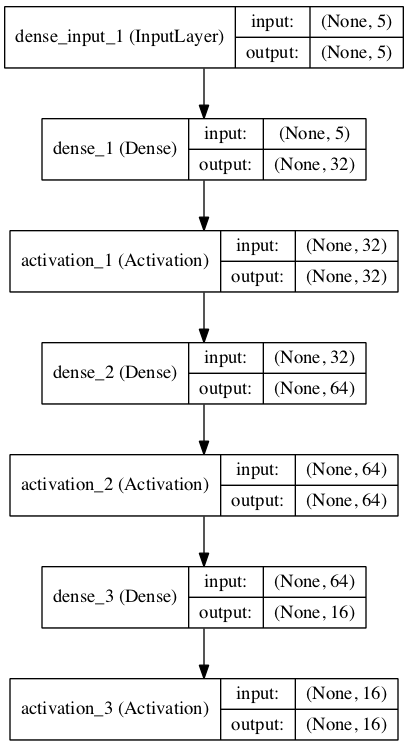 dense_input_1 (InputLayer)
input: (None, 5)
output: (None, 5)
dense_1 (Dense)
input: (None, 5)
output: (None, 32)
activation_1 (Activation)
input: (None, 32)
output: (None, 32)
dense_2 (Dense)
input: (None, 32)
output: (None, 64)
activation_2 (Activation)
input: (None, 64)
output: (None, 64)
dense_3 (Dense)
input: (None, 64)
output: (None, 16)
activation_3 (Activation)
input: (None, 16)
output: (None, 16)